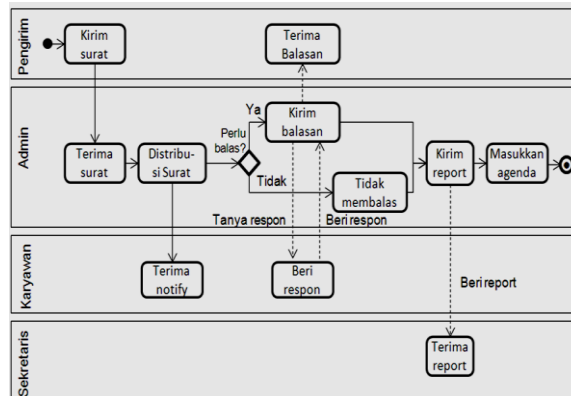 Pengirim
Kirim
surat
Terima
Balasan
Admin
Terima
surat
Distribu-
si Surat
Perlu
balas?
Ya
Kirim
balasan
Tidak
Tidak
membalas
Kirim
report
Masukkan
agenda
Tanya respon
Beri respon
Karyawan
Terima
notify
Beri
respon
Beri report
Sekretaris
Terima
report